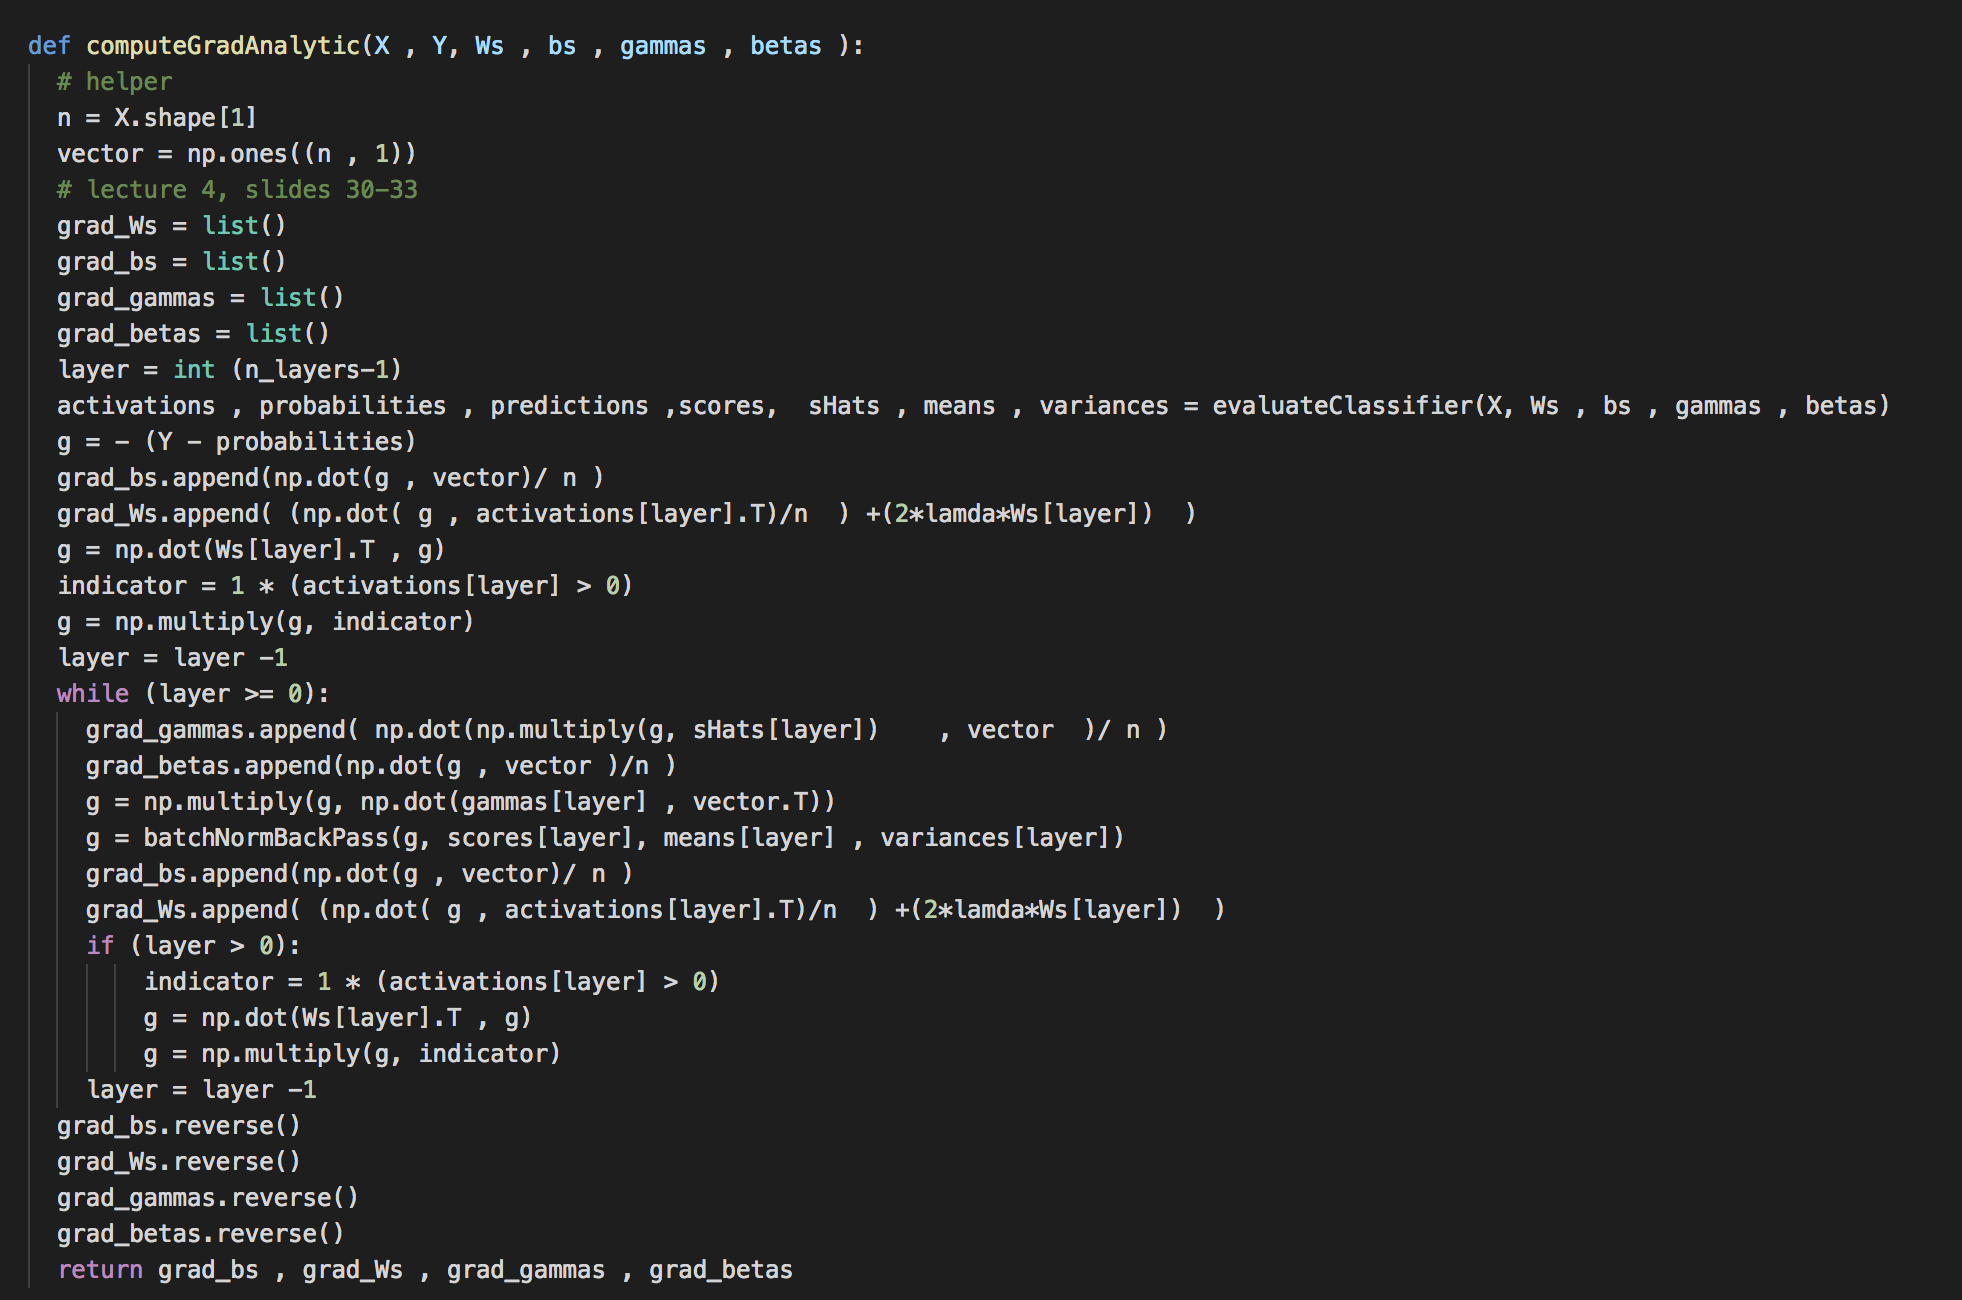 def computeGradAnalytic(X , Y, Ws , bs , gammas , betas ):
  # helper
  n = X.shape[1]
  vector = np.ones((n , 1))
  # lecture 4, slides 30-33
  grad_Ws = list()
  grad_bs = list()
  grad_gammas = list()
  grad_betas = list()
  layer = int (n_layers-1)
  activations , probabilities , predictions ,scores,  sHats , means , variances = evaluateClassifier(X, Ws , bs , gammas , betas)
  g = - (Y - probabilities)
  grad_bs.append(np.dot(g , vector)/ n )
  grad_Ws.append( (np.dot( g , activations[layer].T)/n  ) +(2*lamda*Ws[layer])  )
  g = np.dot(Ws[layer].T , g)
  indicator = 1 * (activations[layer] > 0)
  g = np.multiply(g, indicator)
  layer = layer -1
  while (layer >= 0):
    grad_gammas.append( np.dot(np.multiply(g, sHats[layer])    , vector  )/ n )
    grad_betas.append(np.dot(g , vector )/n )
    g = np.multiply(g, np.dot(gammas[layer] , vector.T))
    g = batchNormBackPass(g, scores[layer], means[layer] , variances[layer])
    grad_bs.append(np.dot(g , vector)/ n )
    grad_Ws.append( (np.dot( g , activations[layer].T)/n  ) +(2*lamda*Ws[layer])  )
    if (layer > 0):
        indicator = 1 * (activations[layer] > 0)
        g = np.dot(Ws[layer].T , g)
        g = np.multiply(g, indicator)
    layer = layer -1
  grad_bs.reverse()
  grad_Ws.reverse()
  grad_gammas.reverse()
  grad_betas.reverse()
  return grad_bs , grad_Ws , grad_gammas , grad_betas